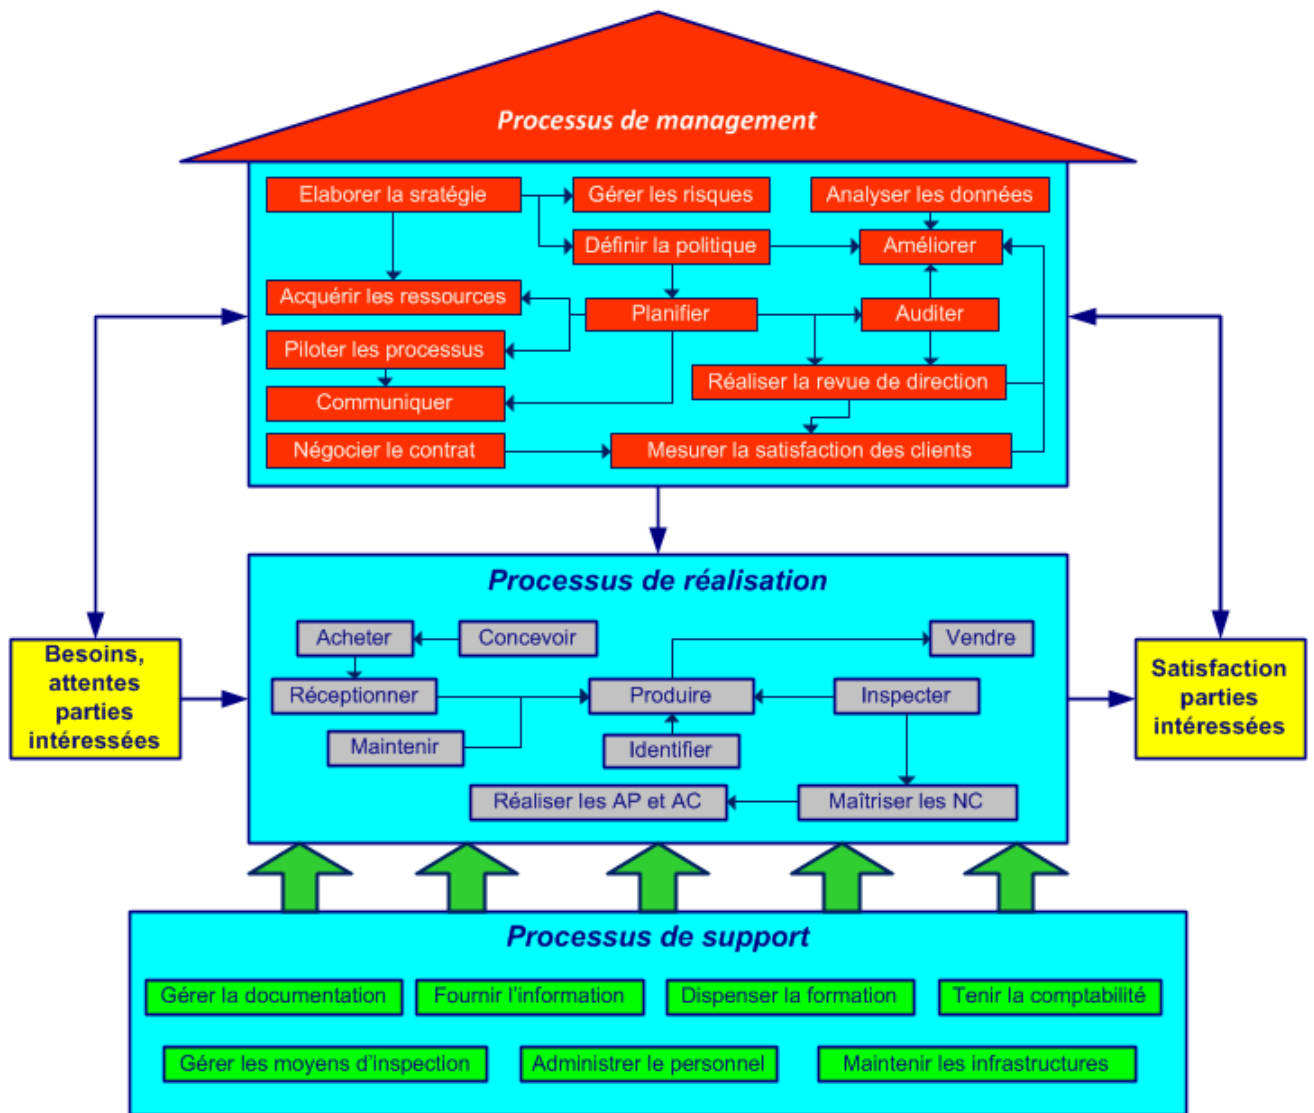 Processus de management
Elaborer la sratégie
Gérer les risques
Analyser les données
Définir la politique
Améliorer
Acquérir les ressources
Planifier
Auditer
Piloter les processus
Réaliser la revue de direction
Communiquer
Négocier le contrat
Mesurer la satisfaction des clients
Processus de réalisation
Acheter
Concevoir
Vendre
Besoins,
attentes
parties
intéressées
Satisfaction
parties
intéressées
Réceptionner
Produire
Inspecter
Maintenir
Identifier
Réaliser les AP et AC
Maîtriser les NC
Processus de support
Gérer la documentation
Fournir l'information
Dispenser la formation
Tenir la comptabilité
Gérer les moyens d'inspection
Administrer le personnel
Maintenir les infrastructures